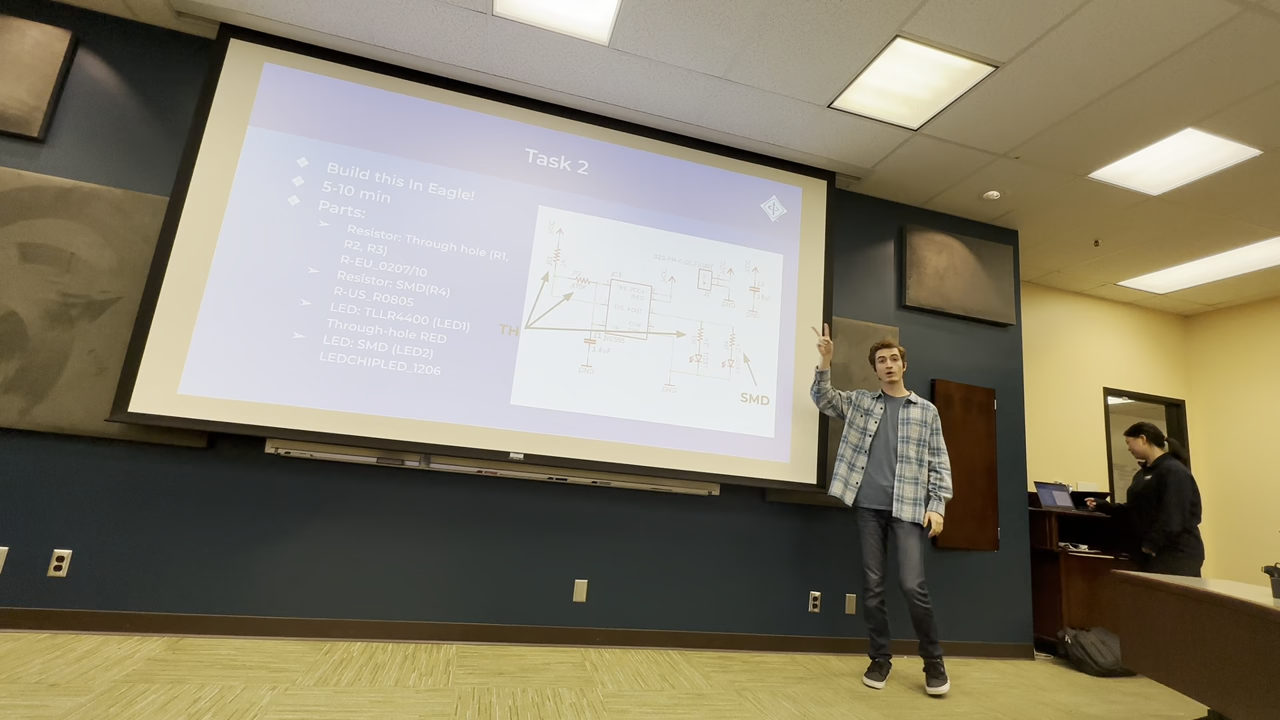 Task 2
Build this In Eagle!
5-10 min
Parts:
Resistor: Through hole (R1,
R2, R3)
R-EU_0207/10
Resistor: SMD(R4)
R-US_R0805
LED: TLLR4400 (LED1)
Through-hole RED
LED: SMD (LED2)
LEDCHIPLED_1206
TH
SMD